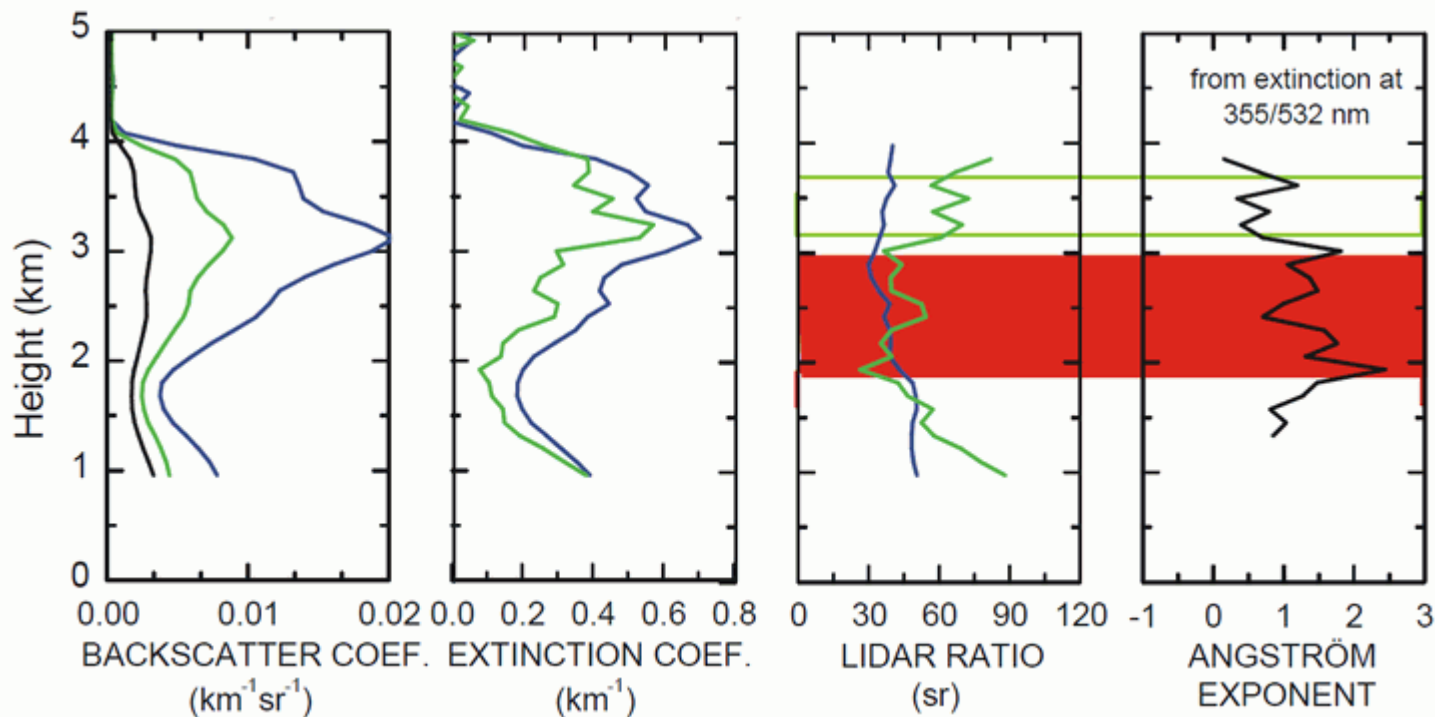 Height (km)
5
4
3
2
1
0
0.00 0.01 0.02
BACKSCATTER COEF.
(km⁻¹sr⁻¹)
0.0 0.2 0.4 0.6 0.8
EXTINCTION COEF.
(km⁻¹)
0 30 60 90 120
LIDAR RATIO
(sr)
from extinction at
355/532 nm
-1 0 1 2 3
ANGSTRÖM
EXPONENT